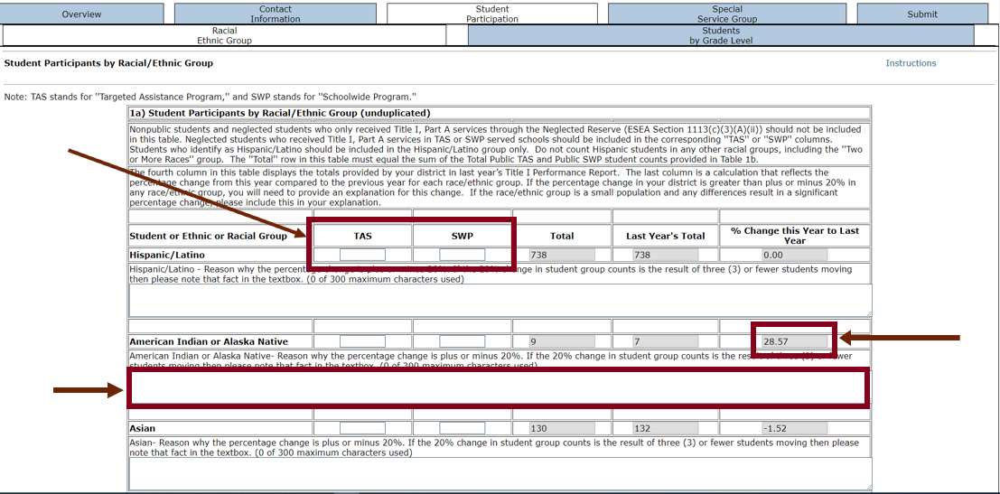 Overview
Contact
Information
Student
Participation
Special
Service Group
Submit
Racial
Ethnic Group
Students
by Grade Level
Student Participants by Racial/Ethnic Group
Instructions
Note: TAS stands for "Targeted Assistance Program," and SWP stands for "Schoolwide Program."
1a) Student Participants by Racial/Ethnic Group (unduplicated)
Nonpublic students and neglected students who only received Title I, Part A services through the Neglected Reserve (ESEA Section 1113(c)(3)(A)(ii)) should not be included
in this table. Neglected students who received Title I, Part A services in TAS or SWP served schools should be included in the corresponding "TAS" or "SWP" columns.
Students who identify as Hispanic/Latino should be included in the Hispanic/Latino group only. Do not count Hispanic students in any other racial groups, including the "Two
or More Races" group. The "Total" row in this table must equal the sum of the Total Public TAS and Public SWP student counts provided in Table 1b.
The fourth column in this table displays the totals provided by your district in last year's Title I Performance Report. The last column is a calculation that reflects the
percentage change from this year compared to the previous year for each race/ethnic group. If the percentage change in your district is greater than plus or minus 20% in
any race/ethnic group, you will need to provide an explanation for this change. If the race/ethnic group is a small population and any differences result in a significant
percentage change, please include this in your explanation.
Student or Ethnic or Racial Group TAS SWP Total Last Year's Total % Change this Year to Last
Year
Hispanic/Latino 738 738 0.00
Hispanic/Latino - Reason why the percentage change is plus or minus 20%. If the 20% change in student group counts is the result of three (3) or fewer students moving
then please note that fact in the textbox. (0 of 300 maximum characters used)
American Indian or Alaska Native 9 7 28.57
American Indian or Alaska Native- Reason why the percentage change is plus or minus 20%. If the 20% change in student group counts is the result of three (3) or fewer
students moving then please note that fact in the textbox. (0 of 300 maximum characters used)
Asian 130 132 -1.52
Asian- Reason why the percentage change is plus or minus 20%. If the 20% change in student group counts is the result of three (3) or fewer students moving then please
note that fact in the textbox. (0 of 300 maximum characters used)